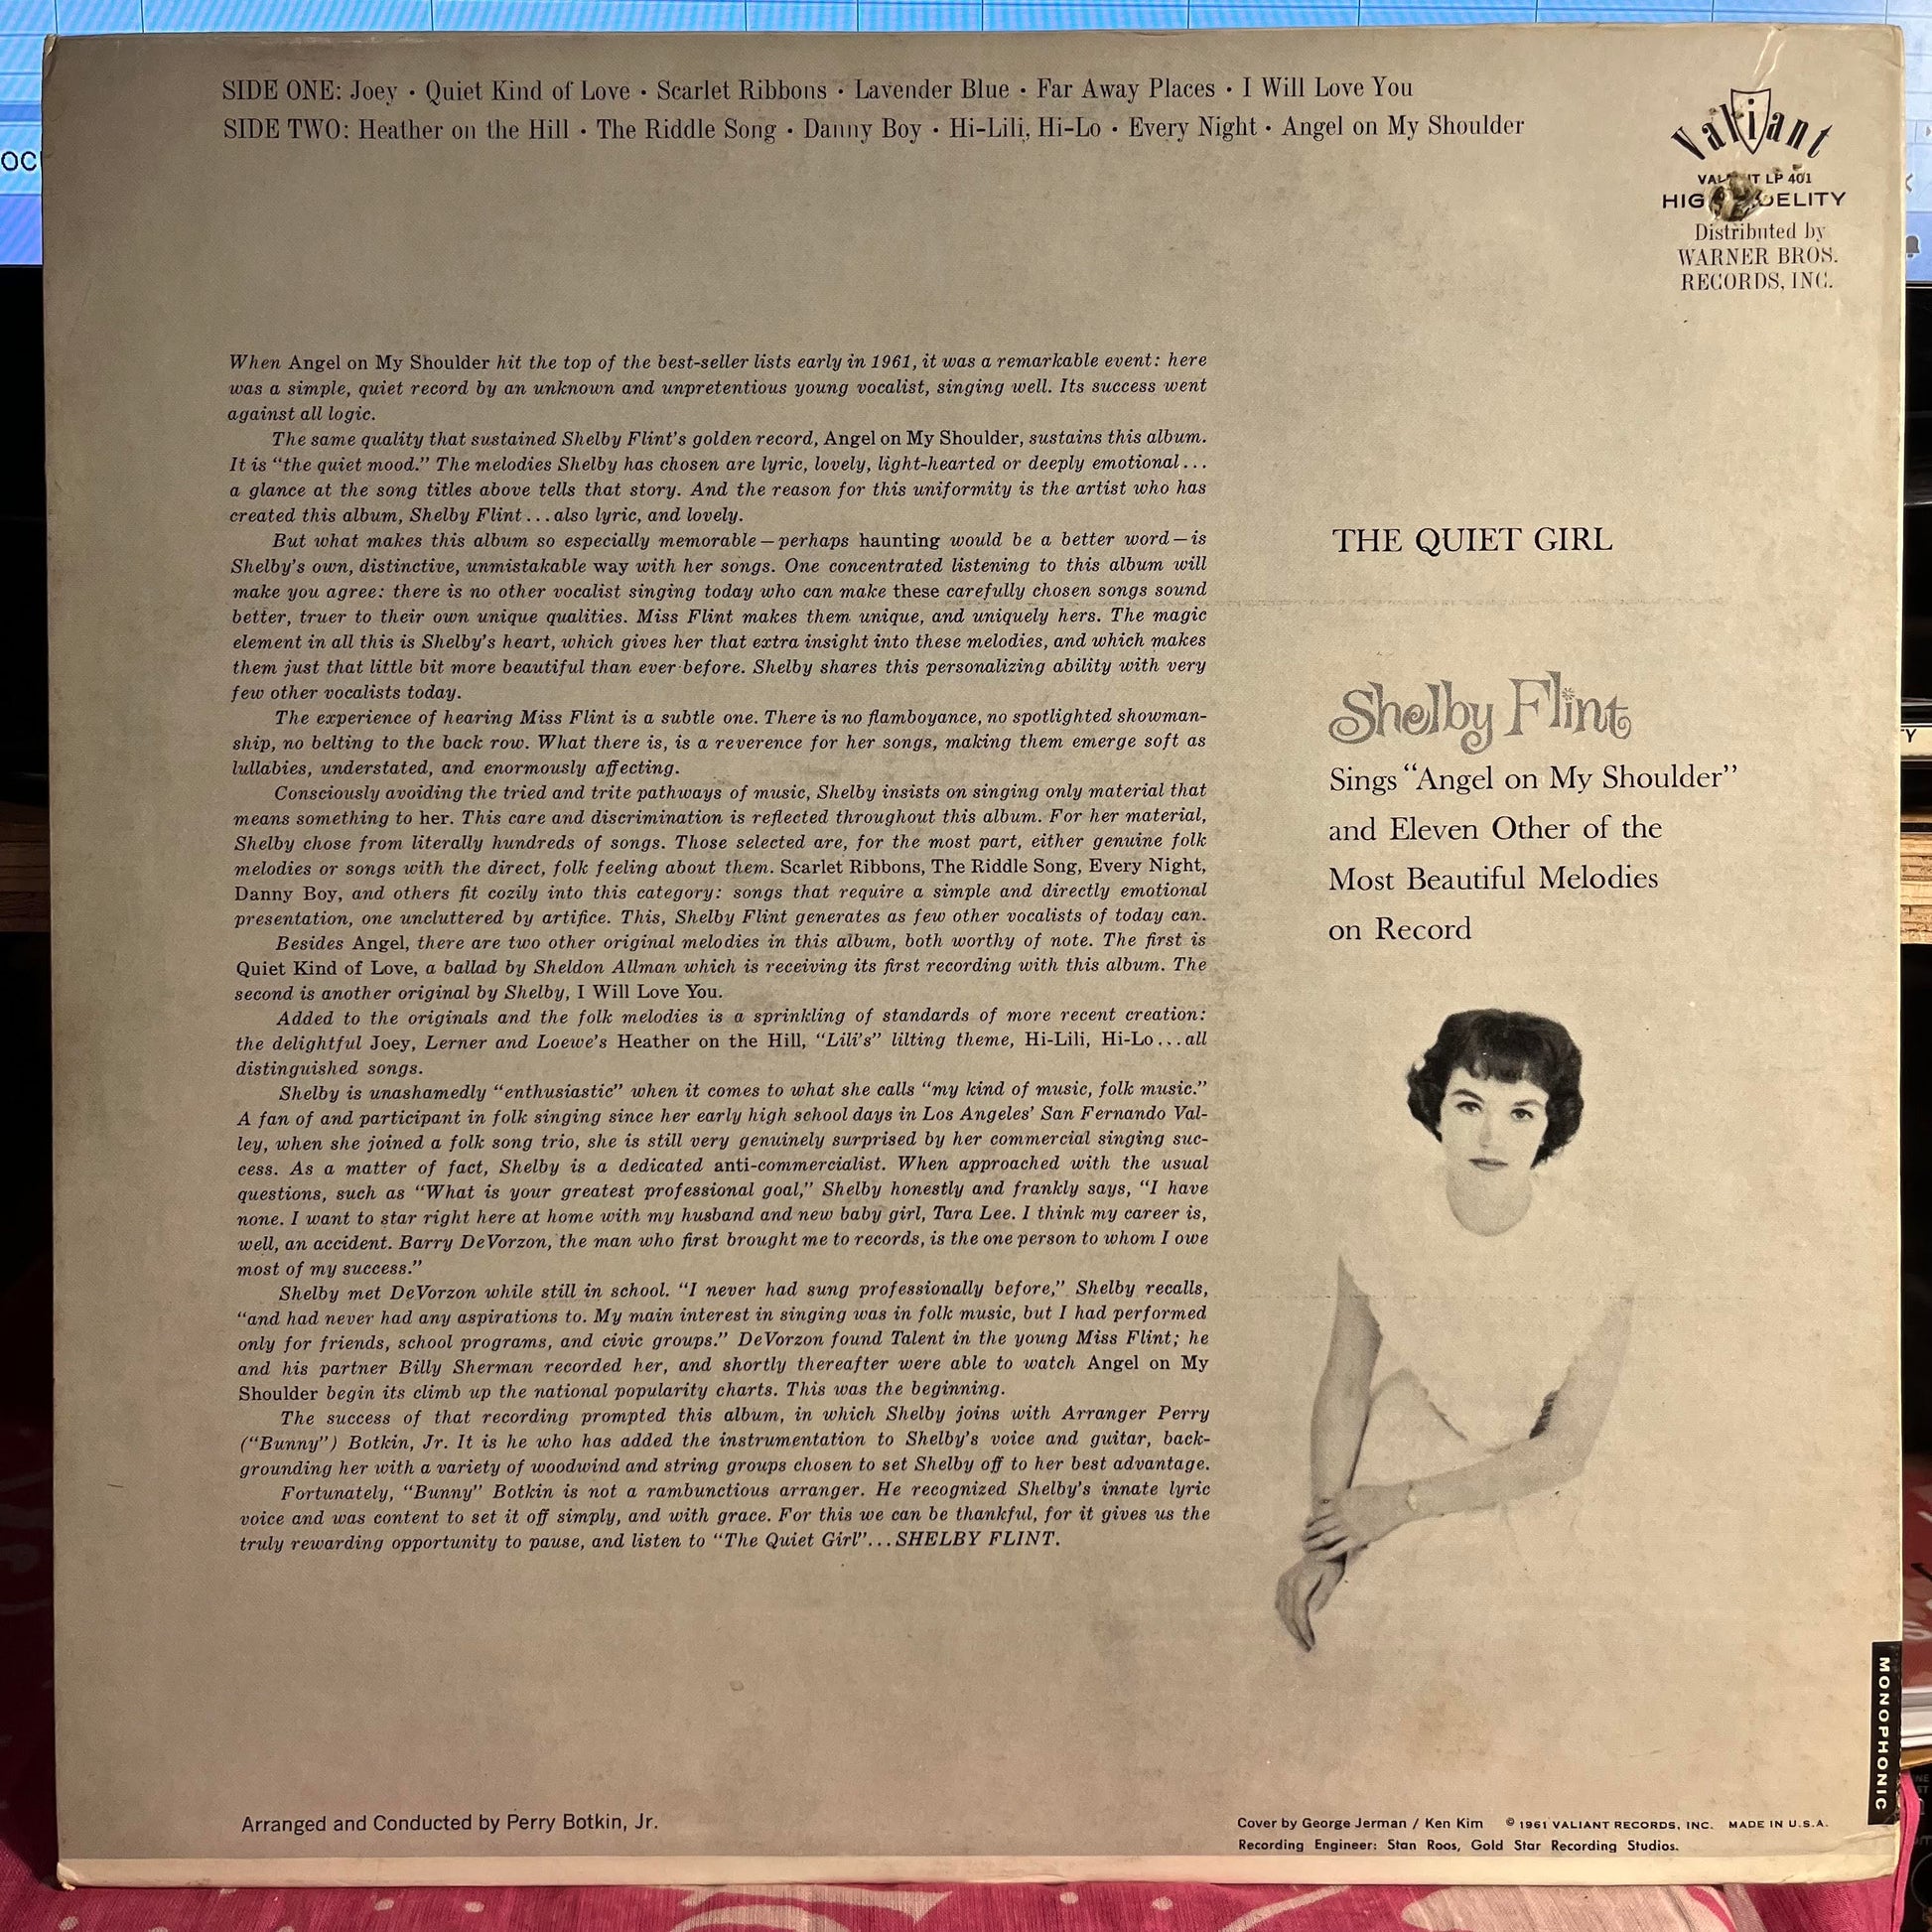 SIDE ONE: Joey • Quiet Kind of Love • Scarlet Ribbons • Lavender Blue • Far Away Places • I Will Love You
SIDE TWO: Heather on the Hill • The Riddle Song • Danny Boy • Hi-Lili, Hi-Lo • Every Night • Angel on My Shoulder
Valiant
LP 401
Distributed by
WARNER BROS.
RECORDS, INC.
When Angel on My Shoulder hit the top of the best-seller lists early in 1961, it was a remarkable event: here
was a simple, quiet record by an unknown and unpretentious young vocalist, singing well. Its success went
against all logic.
The same quality that sustained Shelby Flint's golden record, Angel on My Shoulder, sustains this album.
It is “the quiet mood.” The melodies Shelby has chosen are lyric, lovely, light-hearted or deeply emotional...
a glance at the song titles above tells that story. And the reason for this uniformity is the artist who has
created this album, Shelby Flint...also lyric, and lovely.
But what makes this album so especially memorable—perhaps haunting would be a better word—is
Shelby's own, distinctive, unmistakable way with her songs. One concentrated listening to this album will
make you agree: there is no other vocalist singing today who can make these carefully chosen songs sound
better, truer to their own unique qualities. Miss Flint makes them unique, and uniquely hers. The magic
element in all this is Shelby's heart, which gives her that extra insight into these melodies, and which makes
them just that little bit more beautiful than ever before. Shelby shares this personalizing ability with very
few other vocalists today.
The experience of hearing Miss Flint is a subtle one. There is no flamboyance, no spotlighted showman-
ship, no belting to the back row. What there is, is a reverence for her songs, making them emerge soft as
lullabies, understated, and enormously affecting.
Consciously avoiding the tried and trite pathways of music, Shelby insists on singing only material that
means something to her. This care and discrimination is reflected throughout this album. For her material,
Shelby chose from literally hundreds of songs. Those selected are, for the most part, either genuine folk
melodies or songs with the direct, folk feeling about them. Scarlet Ribbons, The Riddle Song, Every Night,
Danny Boy, and others fit cozily into this category: songs that require a simple and directly emotional
presentation, one uncluttered by artifice. This, Shelby Flint generates as few other vocalists of today can.
Besides Angel, there are two other original melodies in this album, both worthy of note. The first is
Quiet Kind of Love, a ballad by Sheldon Allman which is receiving its first recording with this album. The
second is another original by Shelby, I Will Love You.
Added to the originals and the folk melodies is a sprinkling of standards of more recent creation:
the delightful Joey, Lerner and Loewe's Heather on the Hill, “Lili's” lilting theme, Hi-Lili, Hi-Lo...all
distinguished songs.
Shelby is unashamedly “enthusiastic” when it comes to what she calls “my kind of music, folk music.”
A fan of and participant in folk singing since her early high school days in Los Angeles' San Fernando Val-
ley, when she joined a folk song trio, she is still very genuinely surprised by her commercial singing suc-
cess. As a matter of fact, Shelby is a dedicated anti-commercialist. When approached with the usual
questions, such as “What is your greatest professional goal,” Shelby honestly and frankly says, “I have
none. I want to star right here at home with my husband and new baby girl, Tara Lee. I think my career is,
well, an accident. Barry DeVorzon, the man who first brought me to records, is the one person to whom I owe
most of my success.”
Shelby met DeVorzon while still in school. “I never had sung professionally before,” Shelby recalls,
“and had never had any aspirations to. My main interest in singing was in folk music, but I had performed
only for friends, school programs, and civic groups.” DeVorzon found Talent in the young Miss Flint; he
and his partner Billy Sherman recorded her, and shortly thereafter were able to watch Angel on My
Shoulder begin its climb up the national popularity charts. This was the beginning.
The success of that recording prompted this album, in which Shelby joins with Arranger Perry
(“Bunny”) Botkin, Jr. It is he who has added the instrumentation to Shelby's voice and guitar, back-
grounding her with a variety of woodwind and string groups chosen to set Shelby off to her best advantage.
Fortunately, “Bunny” Botkin is not a rambunctious arranger. He recognized Shelby's innate lyric
voice and was content to set it off simply, and with grace. For this we can be thankful, for it gives us the
truly rewarding opportunity to pause, and listen to “The Quiet Girl”...SHELBY FLINT.
THE QUIET GIRL
Shelby Flint
Sings “Angel on My Shoulder”
and Eleven Other of the
Most Beautiful Melodies
on Record
MONOPHONIC
Arranged and Conducted by Perry Botkin, Jr.
Cover by George Jerman / Ken Kim © 1961 VALIANT RECORDS, INC. MADE IN U.S.A.
Recording Engineer: Stan Roos, Gold Star Recording Studios.